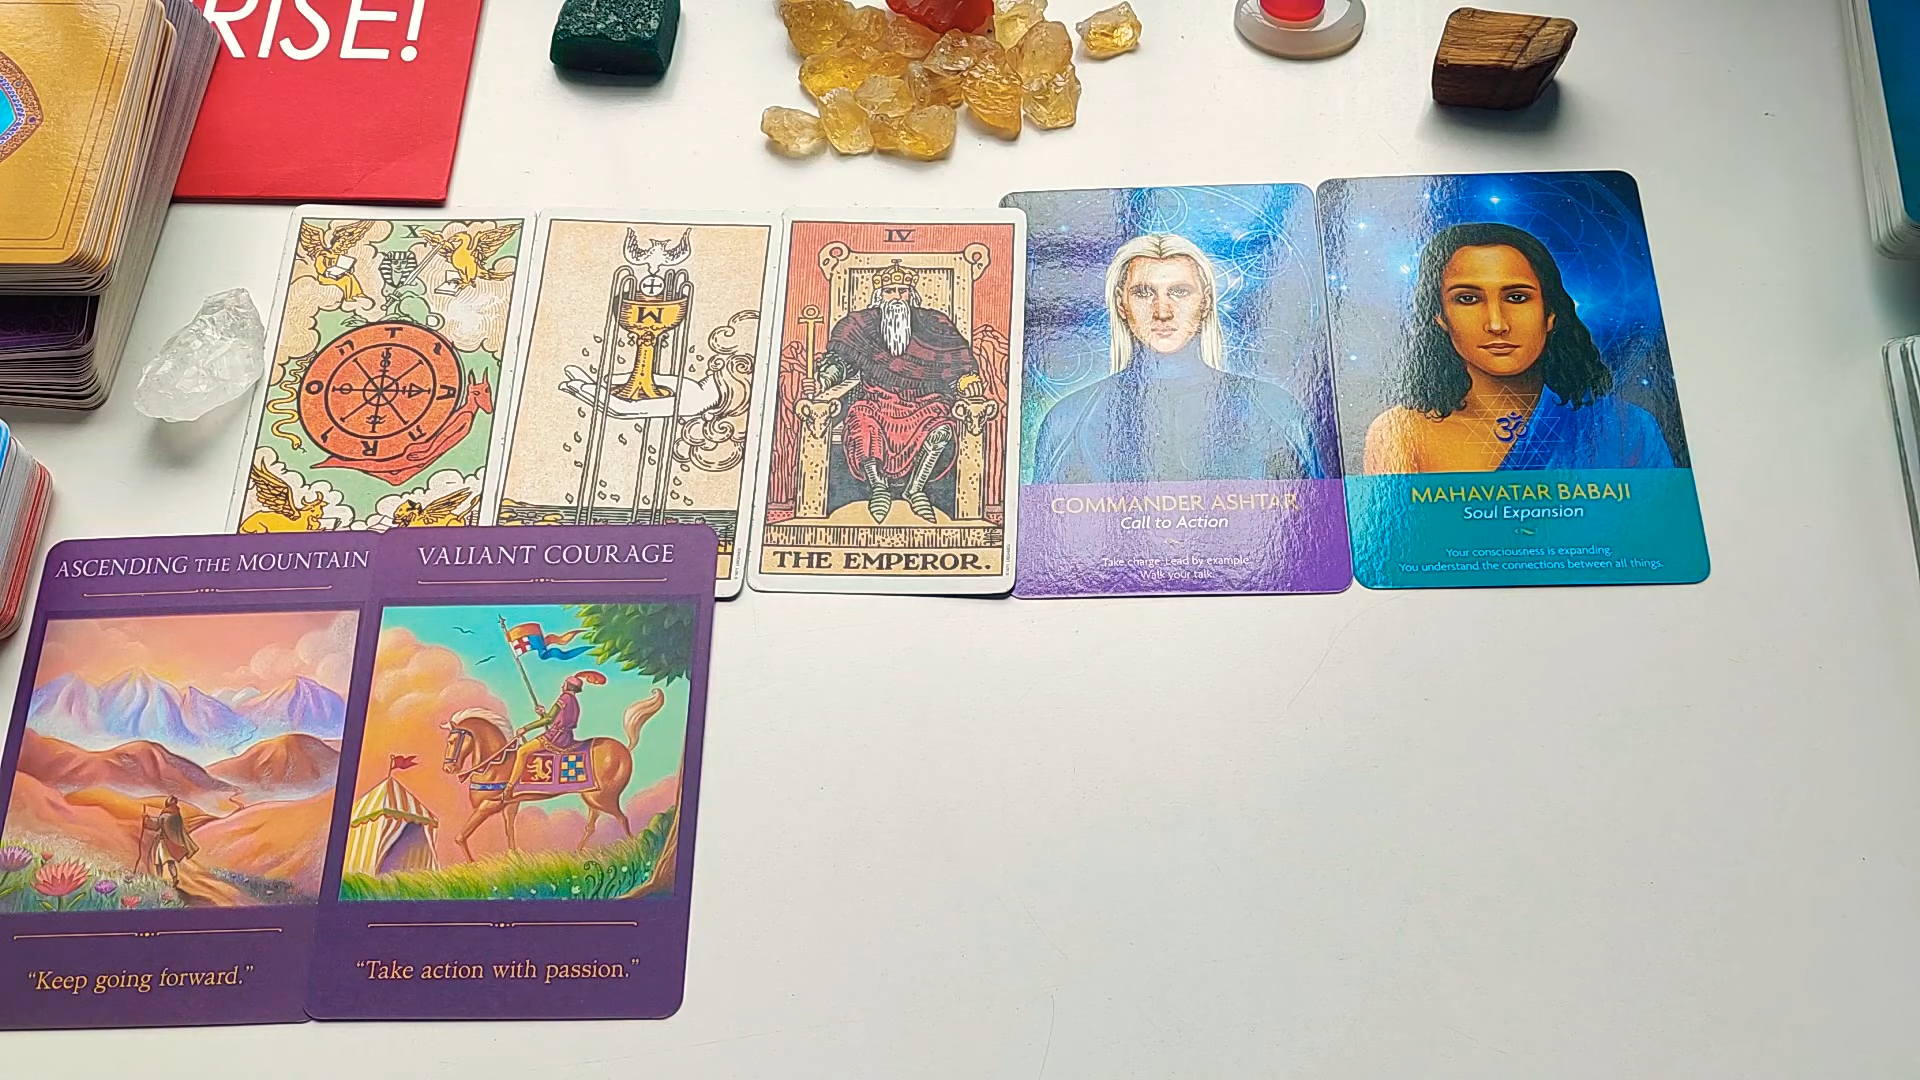 RISE!
X
IV
THE EMPEROR.
COMMANDER ASHTAR
Call to Action
Take charge. Lead by example.
Walk your talk.
MAHAVATAR BABAJI
Soul Expansion
Your consciousness is expanding.
You understand the connections between all things.
ASCENDING THE MOUNTAIN
"Keep going forward."
VALIANT COURAGE
"Take action with passion."